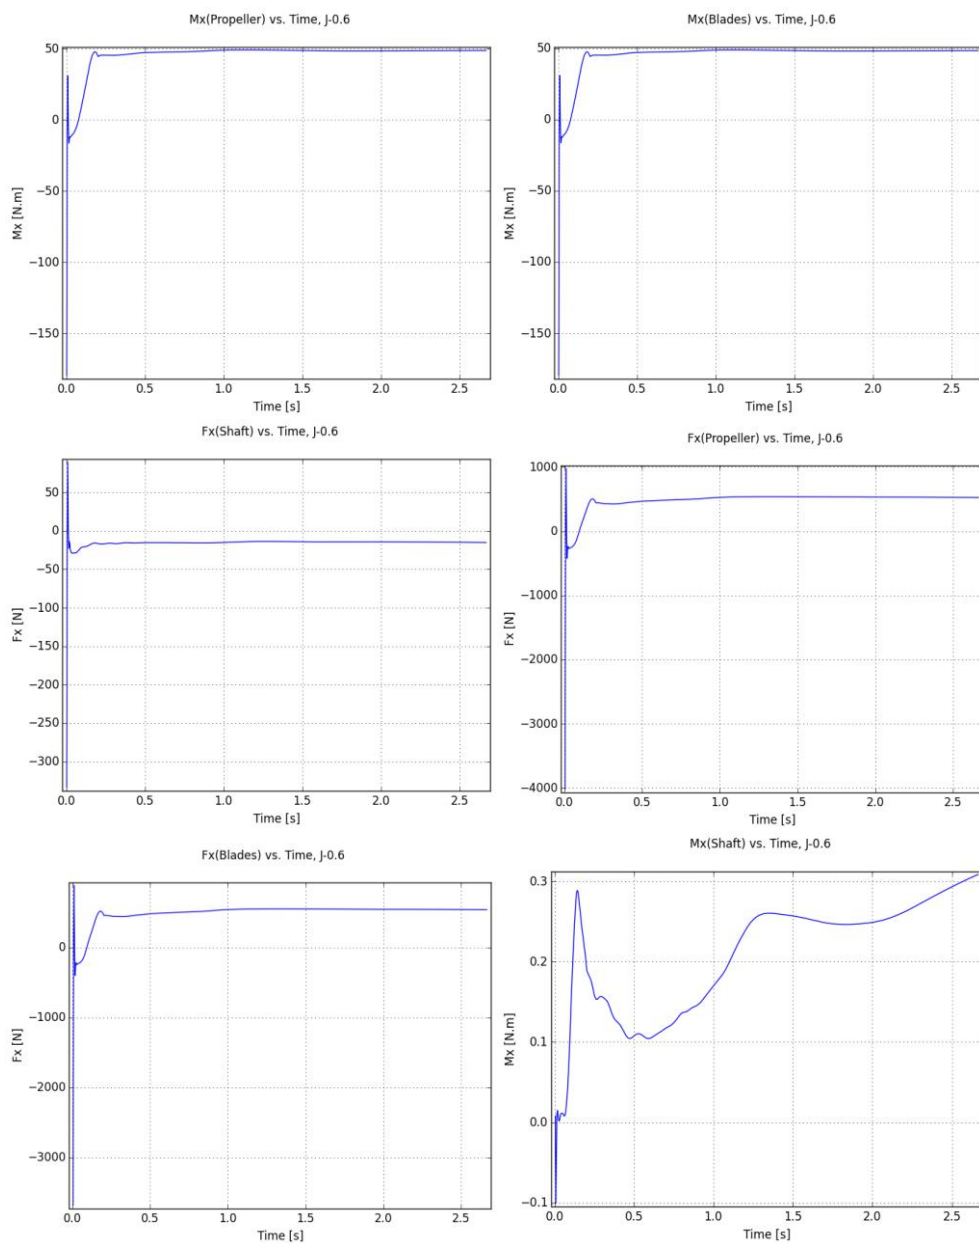 Mx(Propeller) vs. Time, J-0.6
50
0
−50
−100
−150
Mx [N.m]
0.0 0.5 1.0 1.5 2.0 2.5
Time [s]
Mx(Blades) vs. Time, J-0.6
50
0
−50
−100
−150
Mx [N.m]
0.0 0.5 1.0 1.5 2.0 2.5
Time [s]
Fx(Shaft) vs. Time, J-0.6
50
0
−50
−100
−150
−200
−250
−300
Fx [N]
0.0 0.5 1.0 1.5 2.0 2.5
Time [s]
Fx(Propeller) vs. Time, J-0.6
1000
0
−1000
−2000
−3000
−4000
Fx [N]
0.0 0.5 1.0 1.5 2.0 2.5
Time [s]
Fx(Blades) vs. Time, J-0.6
0
−1000
−2000
−3000
Fx [N]
0.0 0.5 1.0 1.5 2.0 2.5
Time [s]
Mx(Shaft) vs. Time, J-0.6
0.3
0.2
0.1
0.0
−0.1
Mx [N.m]
0.0 0.5 1.0 1.5 2.0 2.5
Time [s]